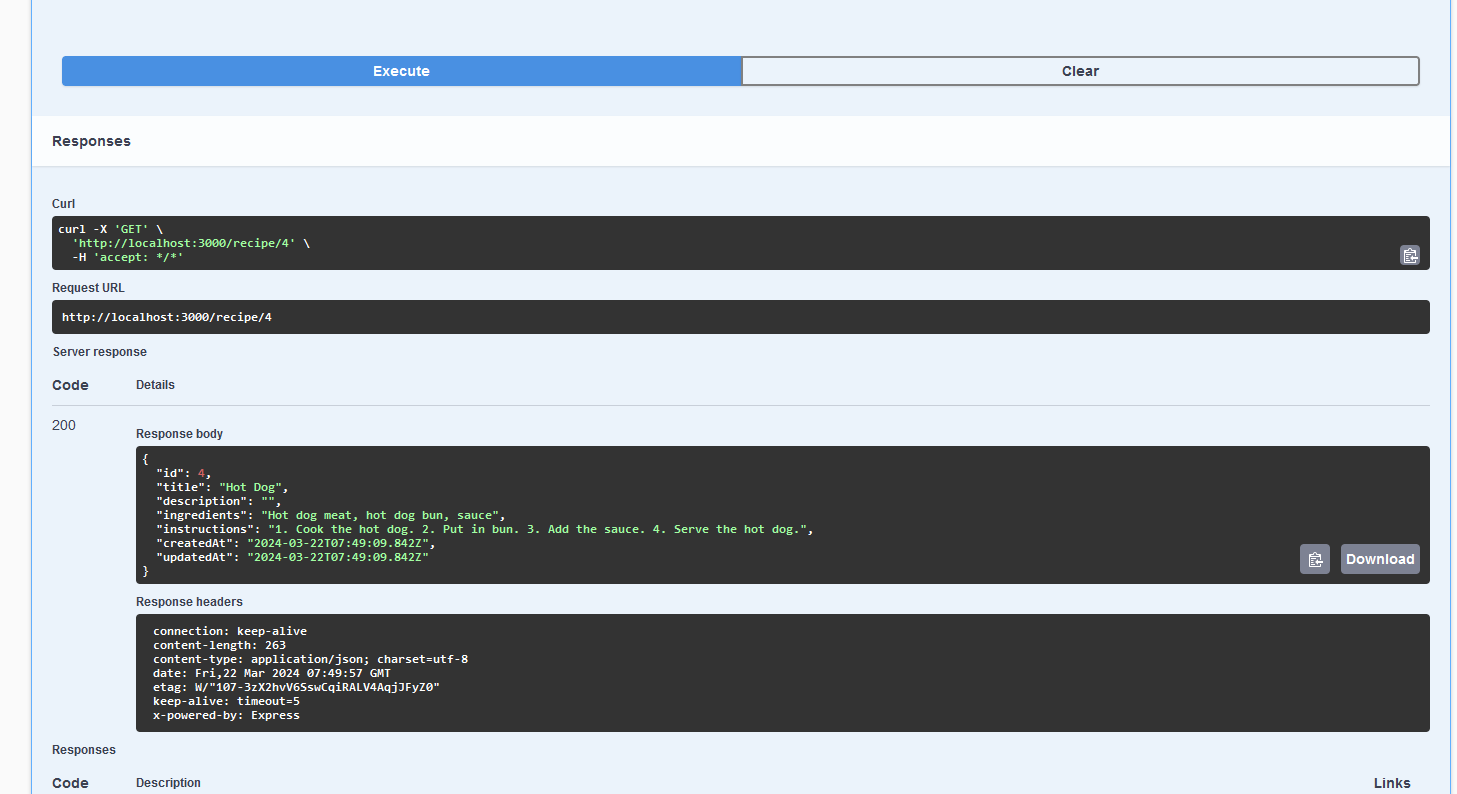 Execute
Clear
Responses
Curl
curl -X 'GET' \
  'http://localhost:3000/recipe/4' \
  -H 'accept: */*'
Request URL
http://localhost:3000/recipe/4
Server response
Code Details
200
Response body
{
  "id": 4,
  "title": "Hot Dog",
  "description": "",
  "ingredients": "Hot dog meat, hot dog bun, sauce",
  "instructions": "1. Cook the hot dog. 2. Put in bun. 3. Add the sauce. 4. Serve the hot dog.",
  "createdAt": "2024-03-22T07:49:09.842Z",
  "updatedAt": "2024-03-22T07:49:09.842Z"
}
Download
Response headers
connection: keep-alive
content-length: 263
content-type: application/json; charset=utf-8
date: Fri,22 Mar 2024 07:49:57 GMT
etag: W/"107-3zX2hvV6SswCqiRALV4AqjJFyZ0"
keep-alive: timeout=5
x-powered-by: Express
Responses
Code Description Links